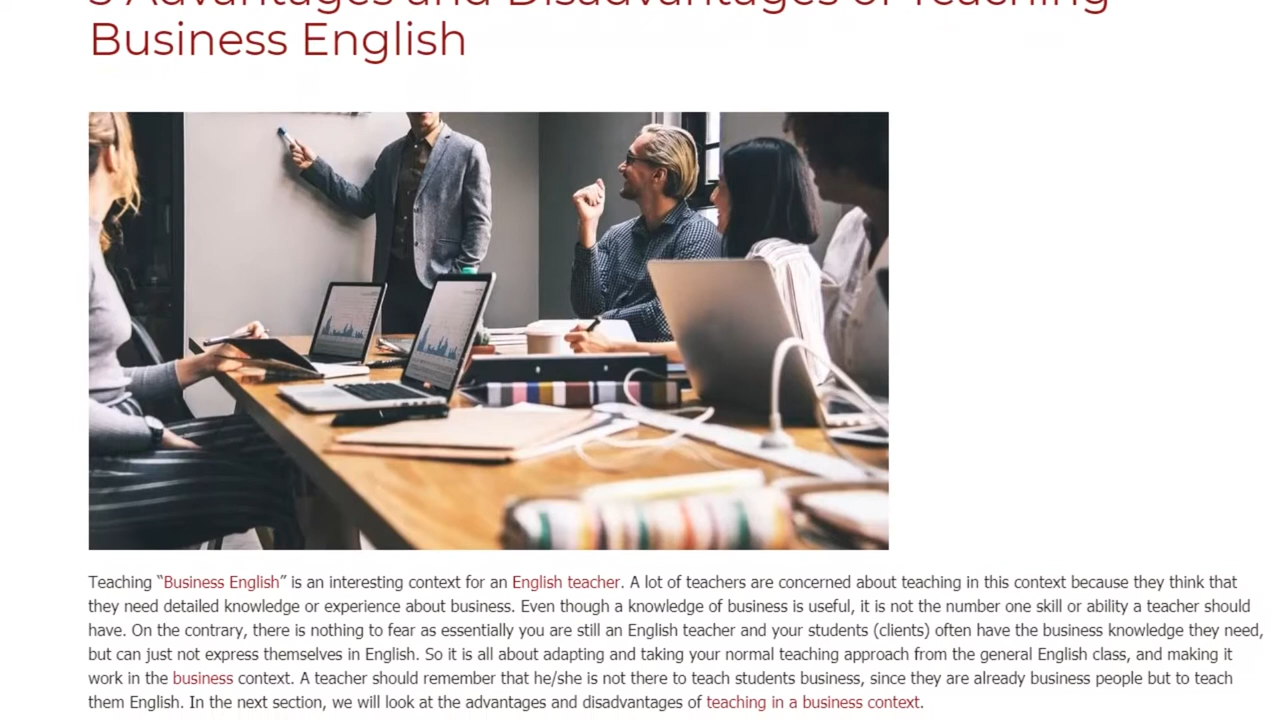 5 Advantages and Disadvantages of Teaching
Business English
Teaching “Business English” is an interesting context for an English teacher. A lot of teachers are concerned about teaching in this context because they think that
they need detailed knowledge or experience about business. Even though a knowledge of business is useful, it is not the number one skill or ability a teacher should
have. On the contrary, there is nothing to fear as essentially you are still an English teacher and your students (clients) often have the business knowledge they need,
but can just not express themselves in English. So it is all about adapting and taking your normal teaching approach from the general English class, and making it
work in the business context. A teacher should remember that he/she is not there to teach students business, since they are already business people but to teach
them English. In the next section, we will look at the advantages and disadvantages of teaching in a business context.